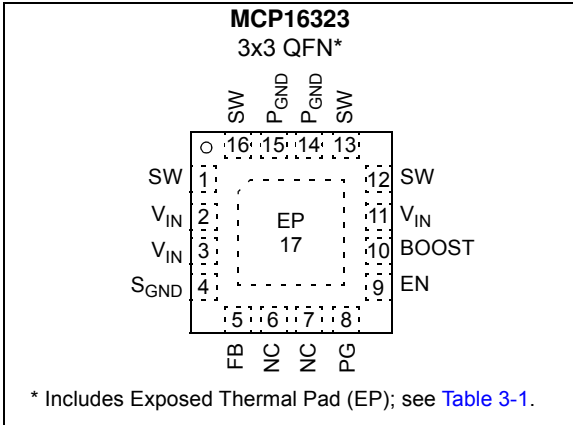 MCP16323
3x3 QFN*
SW PGND PGND SW
16 15 14 13
SW 1 12 SW
VIN 2 11 VIN
EP
VIN 3 17 10 BOOST
SGND 4 9 EN
5 6 7 8
FB NC NC PG
* Includes Exposed Thermal Pad (EP); see Table 3-1.